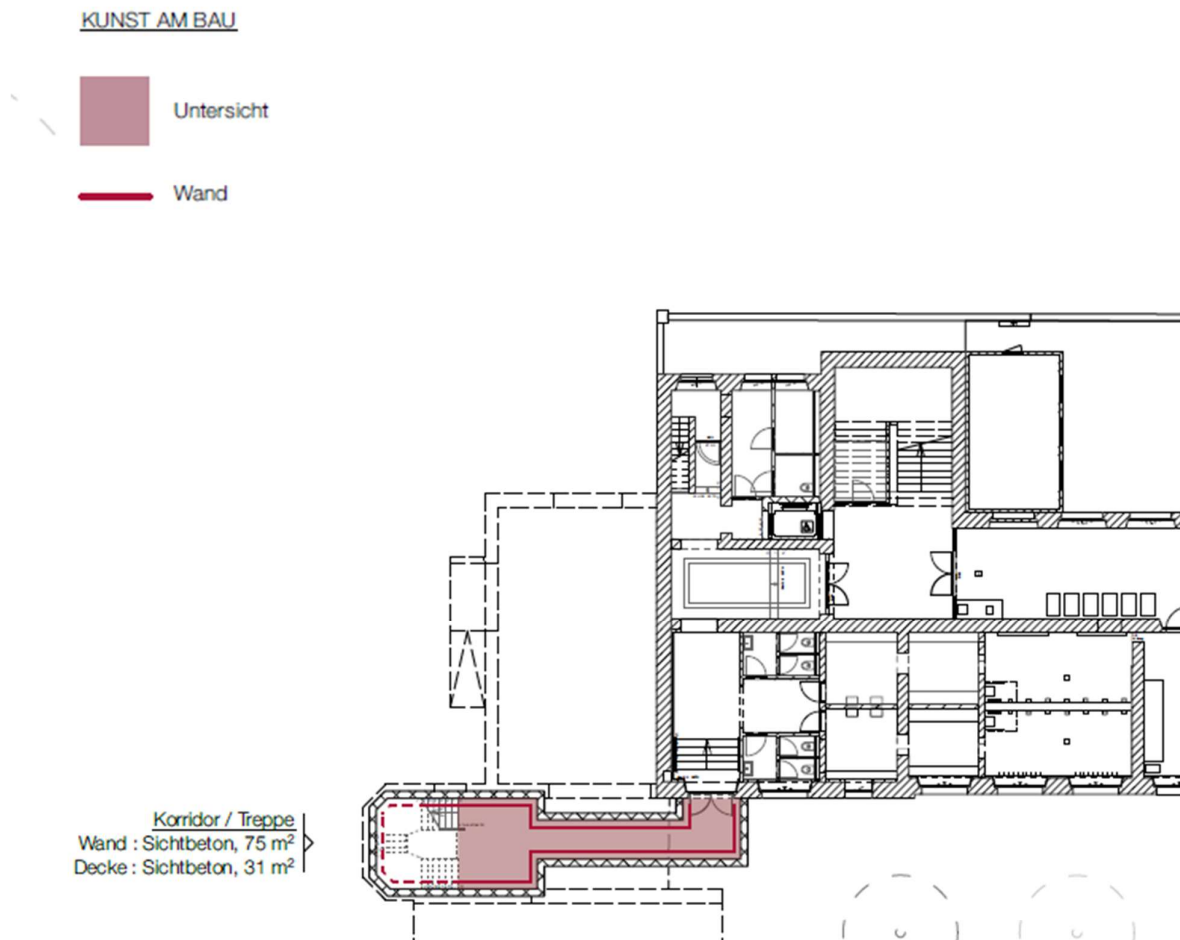 KUNST AM BAU
Untersicht
Wand
Korridor / Treppe
Wand : Sichtbeton, 75 m²
Decke : Sichtbeton, 31 m²